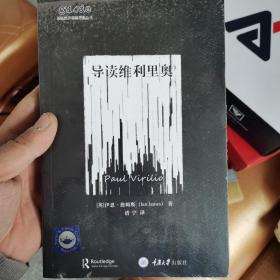 导读维利里奥
Paul Virilio
[英]伊恩·詹姆斯（Ian James） 著
清宁 译
Routledge
重庆大学出版社